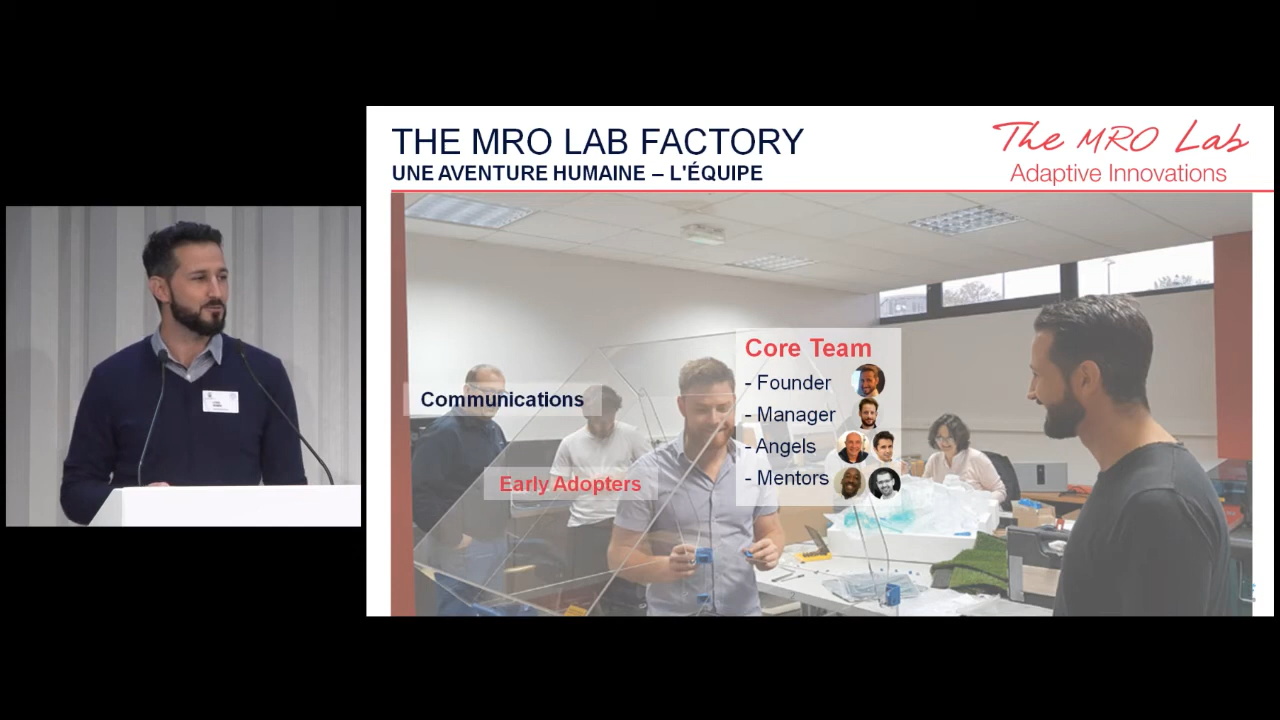 THE MRO LAB FACTORY
UNE AVENTURE HUMAINE – L'ÉQUIPE
The MRO Lab
Adaptive Innovations
Communications
Early Adopters
Core Team
- Founder
- Manager
- Angels
- Mentors